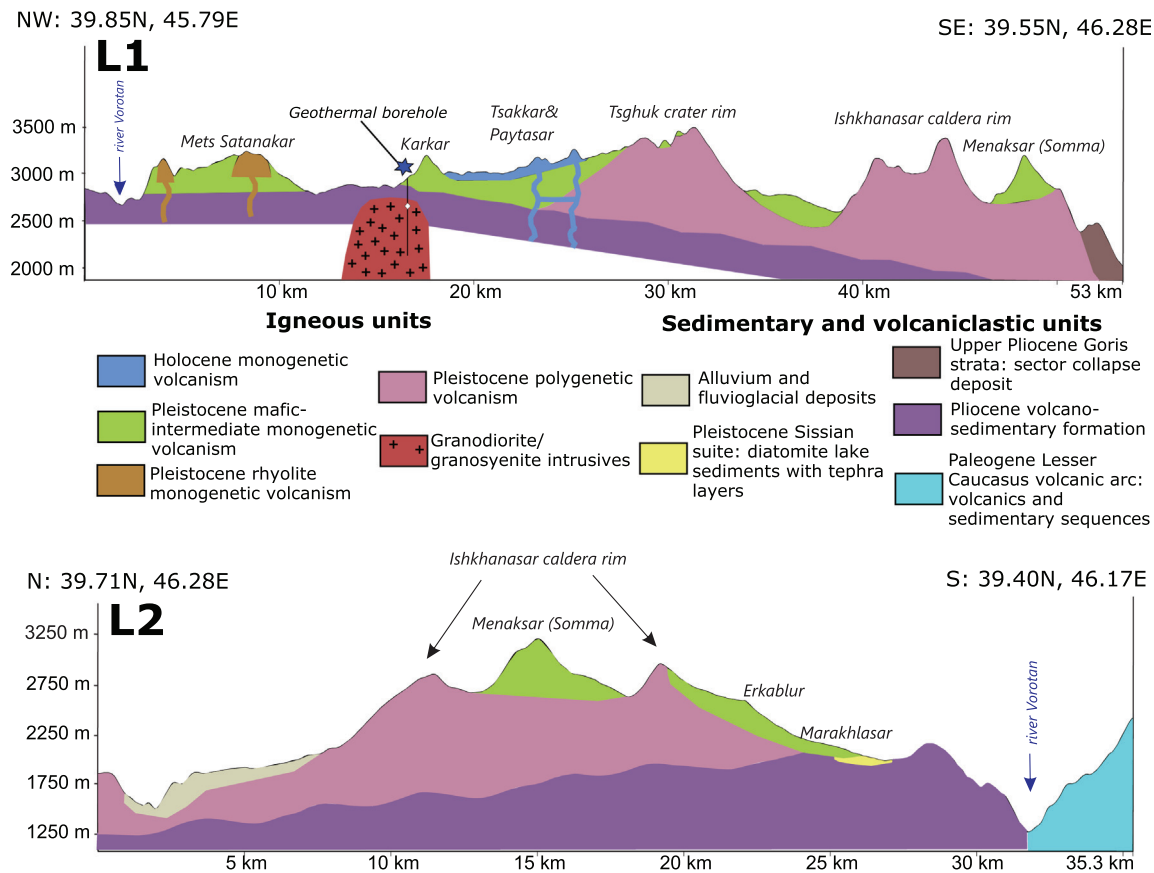 NW: 39.85N, 45.79E
SE: 39.55N, 46.28E
L1
river Vorotan
Mets Satanakar
Geothermal borehole
Karkar
Tsakkar&
Paytasar
Tsghuk crater rim
Ishkhanasar caldera rim
Menaksar (Somma)
3500 m
3000 m
2500 m
2000 m
10 km
20 km
30 km
40 km
53 km
Igneous units
Sedimentary and volcaniclastic units
Holocene monogenetic
volcanism
Pleistocene mafic-
intermediate monogenetic
volcanism
Pleistocene rhyolite
monogenetic volcanism
Pleistocene polygenetic
volcanism
Granodiorite/
granosyenite intrusives
Alluvium and
fluvioglacial deposits
Pleistocene Sissian
suite: diatomite lake
sediments with tephra
layers
Upper Pliocene Goris
strata: sector collapse
deposit
Pliocene volcano-
sedimentary formation
Paleogene Lesser
Caucasus volcanic arc:
volcanics and
sedimentary sequences
N: 39.71N, 46.28E
S: 39.40N, 46.17E
L2
Ishkhanasar caldera rim
Menaksar (Somma)
Erkablur
Marakhlasar
river Vorotan
3250 m
2750 m
2250 m
1750 m
1250 m
5 km
10 km
15 km
20 km
25 km
30 km
35.3 km